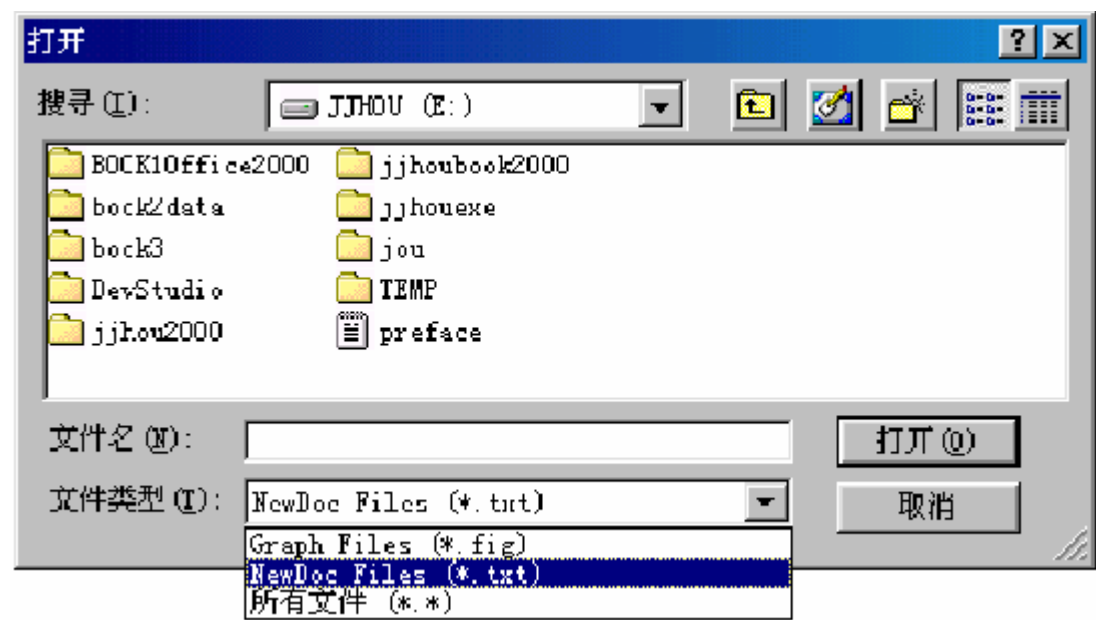 打开
搜寻(I): JJHOU (E:)
BOCK1Office2000 jjhoubook2000
bock2data jjhouexe
bock3 jou
DevStudio TEMP
jjhou2000 preface
文件名(N): 打开(O)
文件类型(T): NewDoc Files (*.txt) 取消
Graph Files (*.fig)
NewDoc Files (*.txt)
所有文件 (*.*)